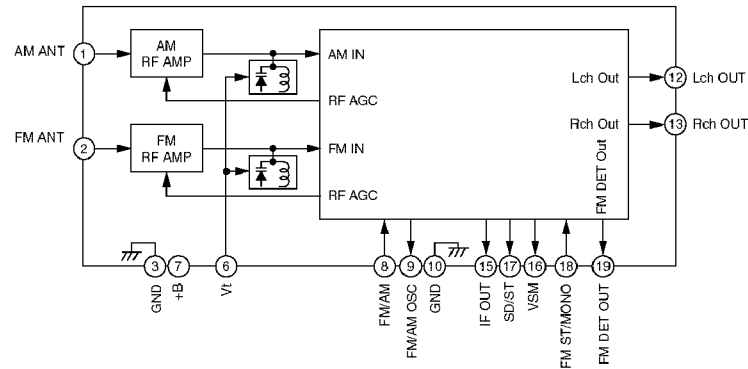 AM ANT
1
AM
RF AMP
AM IN
RF AGC
Lch Out
12
Lch OUT
Rch Out
13
Rch OUT
FM ANT
2
FM
RF AMP
FM IN
RF AGC
FM DET Out
3
7
6
8
9
10
15
17
16
18
19
GND
+B
Vt
FM/AM
FM/AM OSC
GND
IF OUT
SD/ST
VSM
FM ST/MONO
FM DET OUT